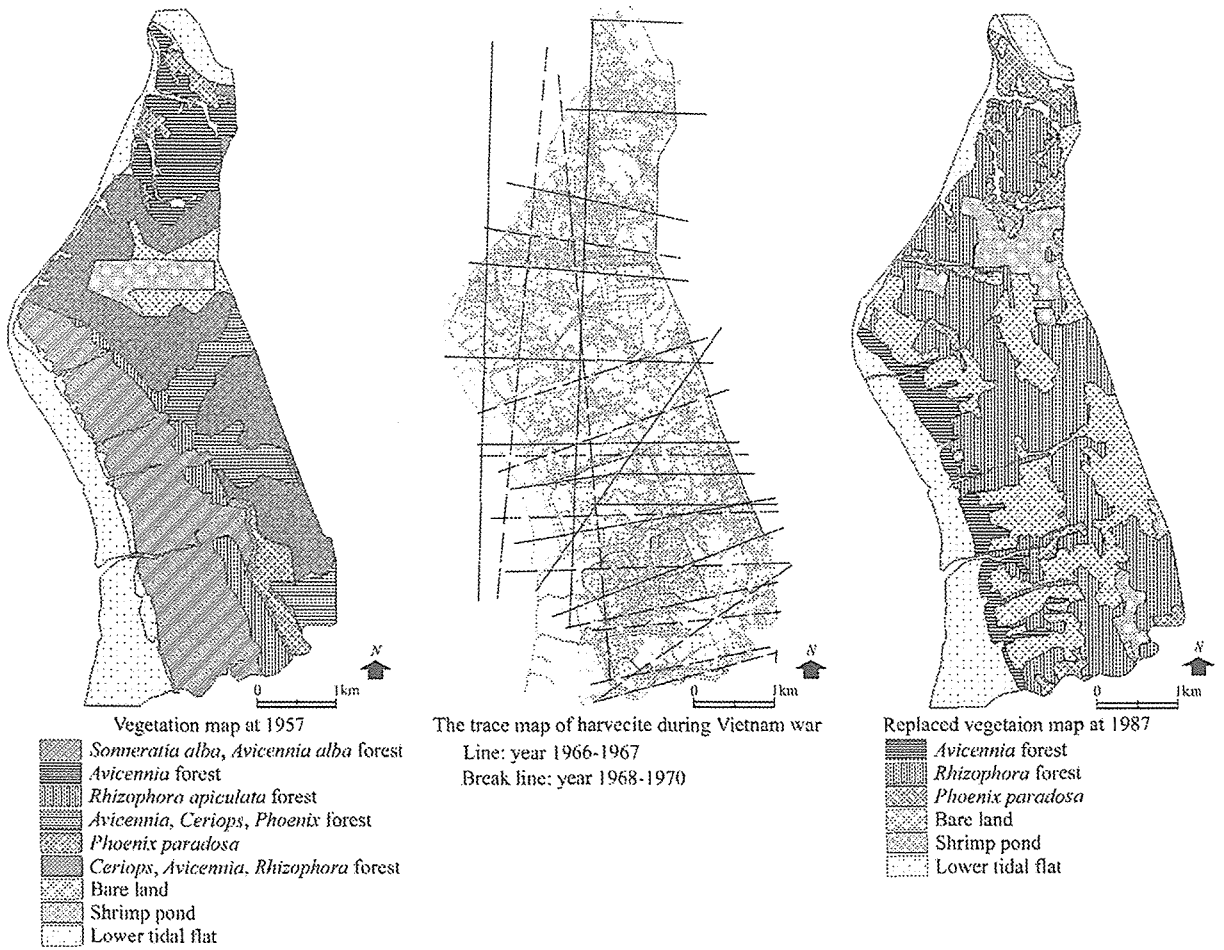 N
0 1km
Vegetation map at 1957
Sonneratia alba, Avicennia alba forest
Avicennia forest
Rhizophora apiculata forest
Avicennia, Ceriops, Phoenix forest
Phoenix paradosa
Ceriops, Avicennia, Rhizophora forest
Bare land
Shrimp pond
Lower tidal flat
N
0 1km
The trace map of harvecite during Vietnam war
Line: year 1966-1967
Break line: year 1968-1970
N
0 1km
Replaced vegetaion map at 1987
Avicennia forest
Rhizophora forest
Phoenix paradosa
Bare land
Shrimp pond
Lower tidal flat